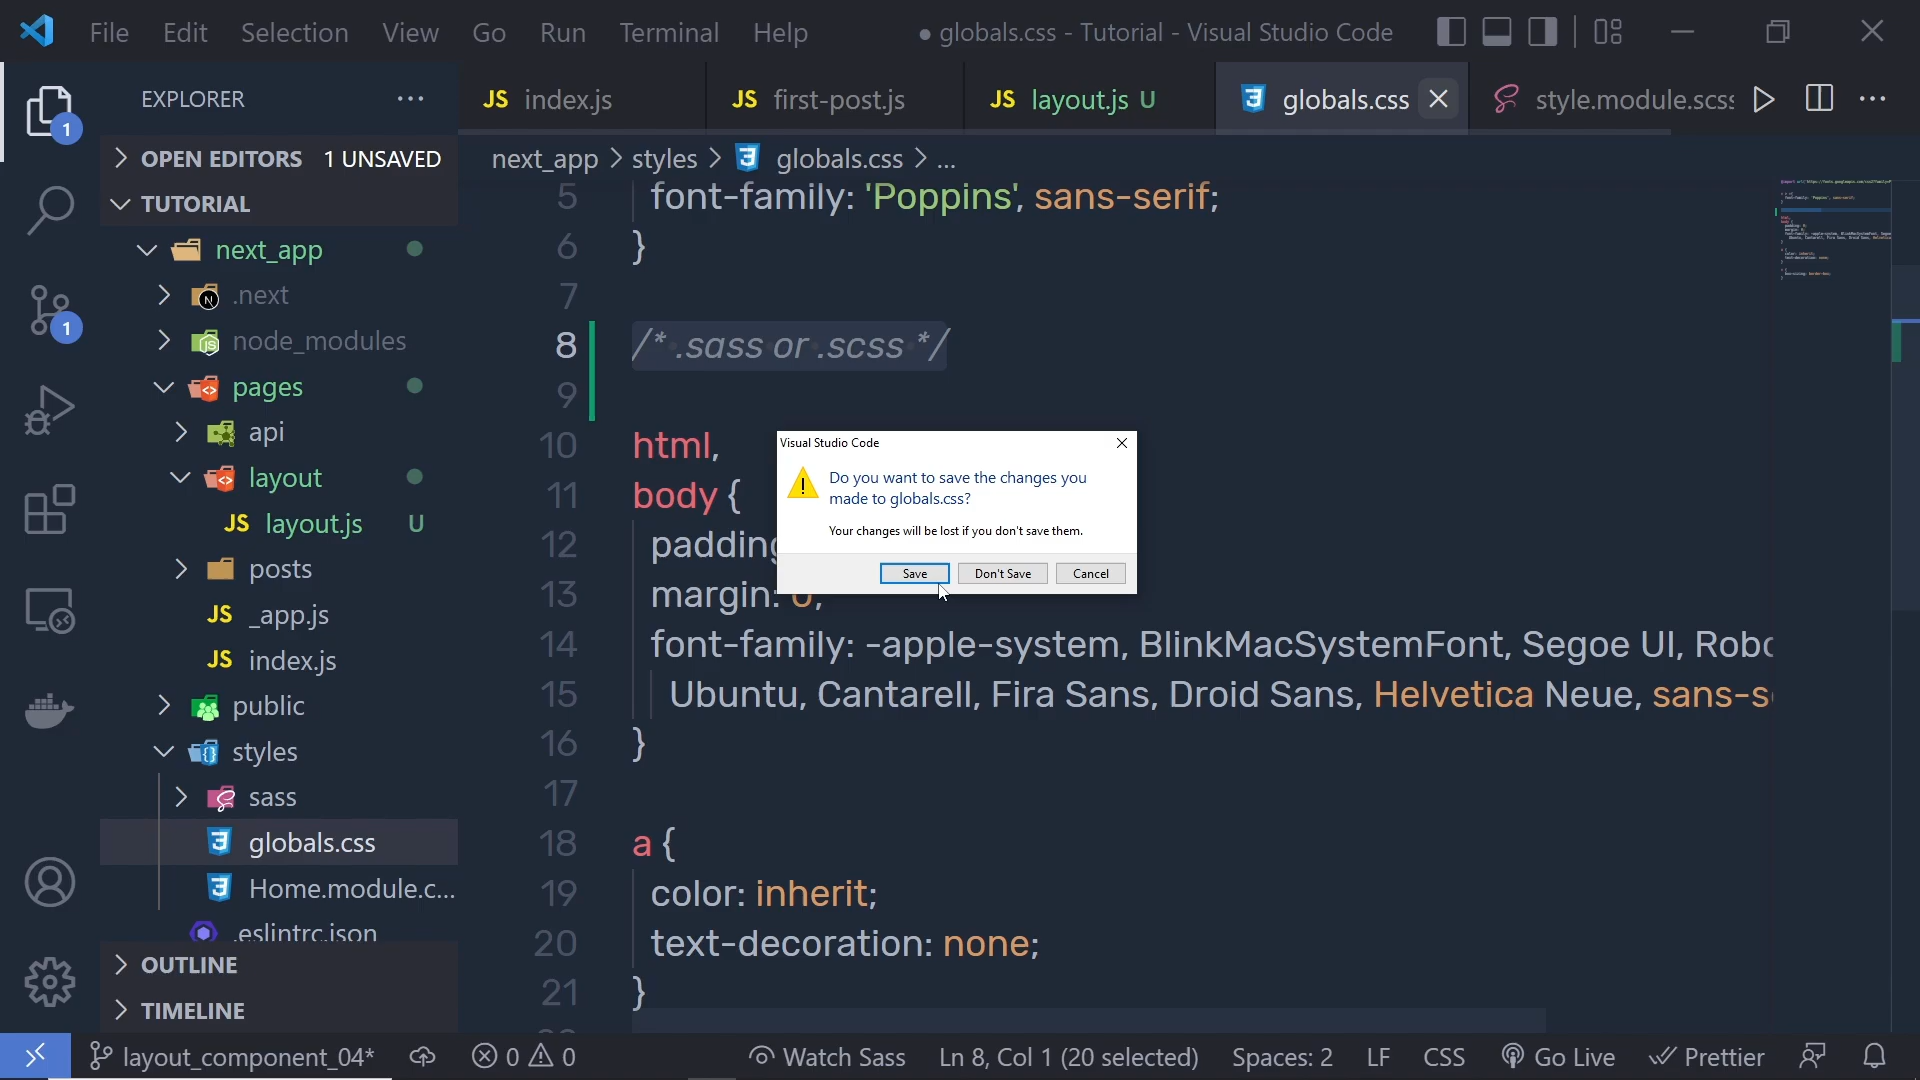 File Edit Selection View Go Run Terminal Help
● globals.css - Tutorial - Visual Studio Code
EXPLORER
1
OPEN EDITORS 1 UNSAVED
TUTORIAL
next_app
.next
node_modules
1
pages
api
layout
JS layout.js U
posts
JS _app.js
JS index.js
public
styles
sass
globals.css
Home.module.c...
.eslintrc.json
OUTLINE
TIMELINE
JS index.js
JS first-post.js
JS layout.js U
globals.css
style.module.scss
next_app > styles > globals.css > ...
5 font-family: 'Poppins', sans-serif;
6 }
7
8 /* .sass or .scss */
9
10 html,
11 body {
12 padding
13 margin: 0;
14 font-family: -apple-system, BlinkMacSystemFont, Segoe UI, Robo
15 Ubuntu, Cantarell, Fira Sans, Droid Sans, Helvetica Neue, sans-s
16 }
17
18 a {
19 color: inherit;
20 text-decoration: none;
21 }
Visual Studio Code
Do you want to save the changes you
made to globals.css?
Your changes will be lost if you don't save them.
Save Don't Save Cancel
layout_component_04* 0 0 Watch Sass Ln 8, Col 1 (20 selected) Spaces: 2 LF CSS Go Live Prettier